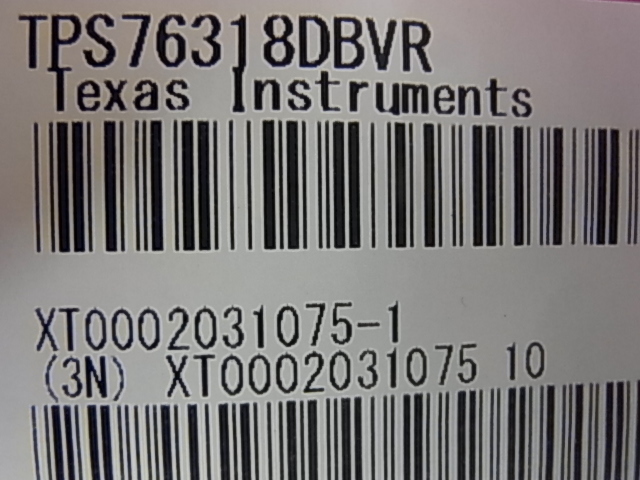 TPS76318DBVR
Texas Instruments
XT0002031075-1
(3N) XT0002031075 10